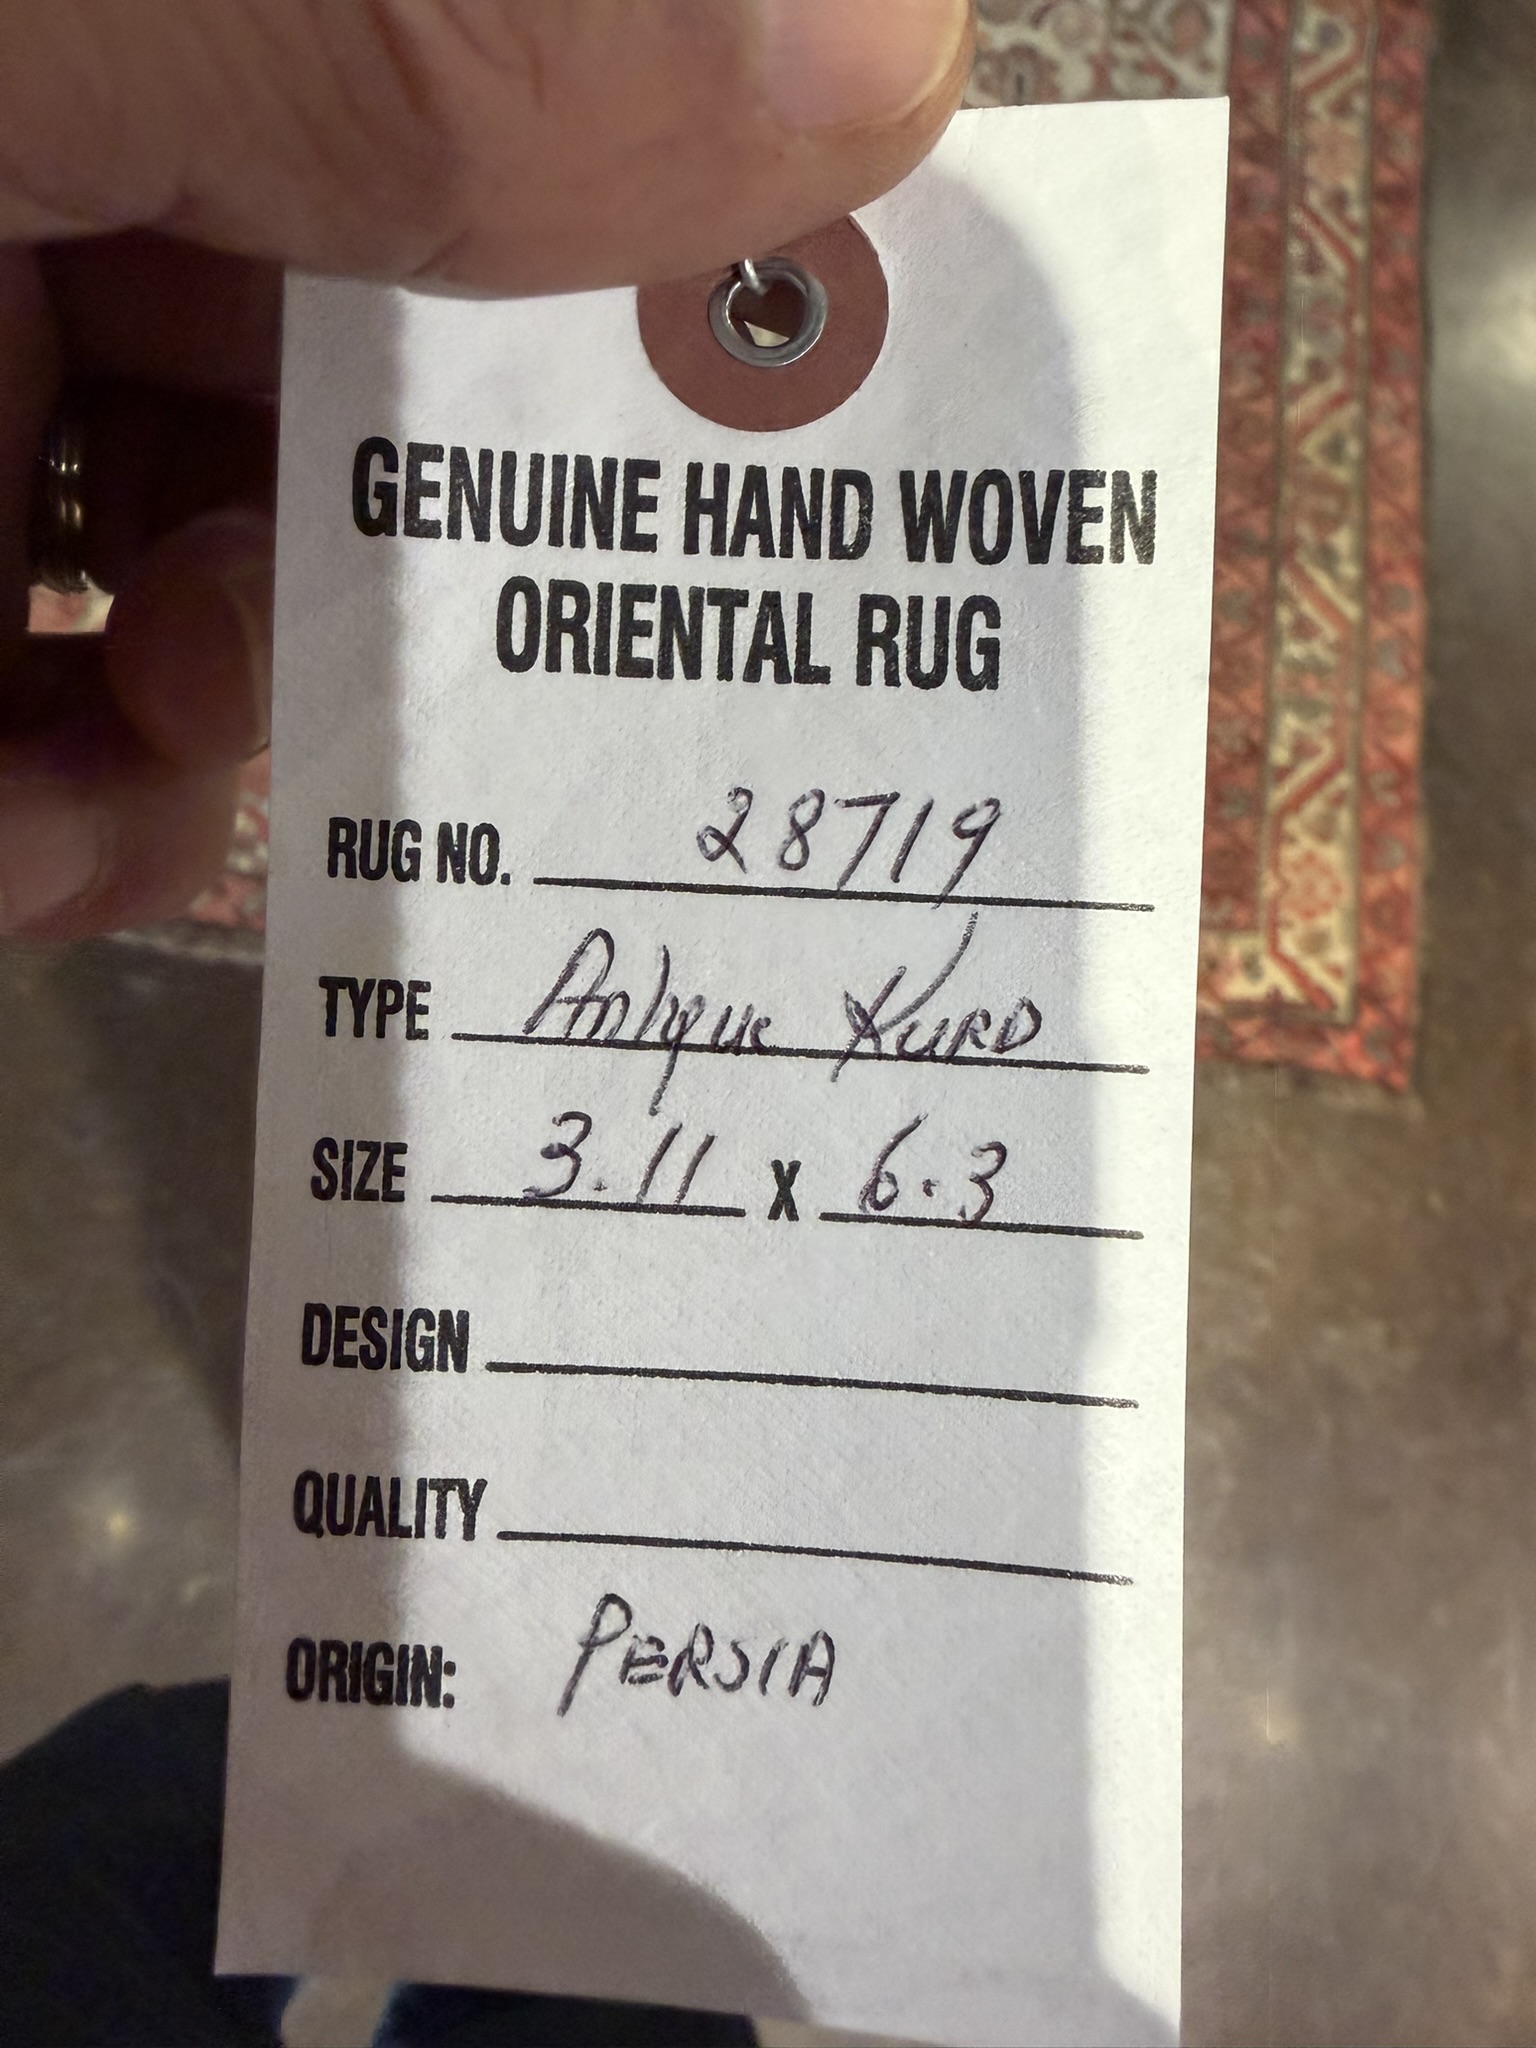 GENUINE HAND WOVEN
ORIENTAL RUG
RUG NO. 28719
TYPE Antique KURD
SIZE 3.11 X 6.3
DESIGN
QUALITY
ORIGIN: PERSIA